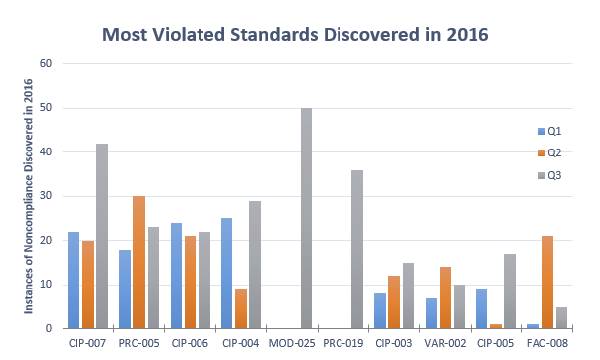 Most Violated Standards Discovered in 2016
Instances of Noncompliance Discovered in 2016
60
50
40
30
20
10
0
Q1
Q2
Q3
CIP-007 PRC-005 CIP-006 CIP-004 MOD-025 PRC-019 CIP-003 VAR-002 CIP-005 FAC-008